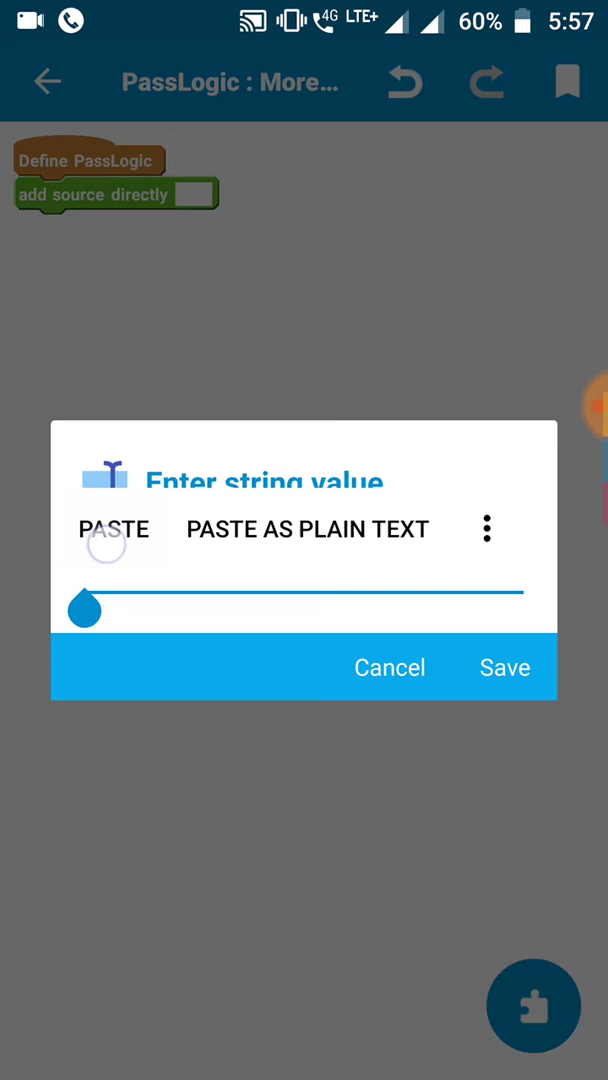 4G LTE+ 60% 5:57
PassLogic : More...
Define PassLogic
add source directly
Enter string value
PASTE PASTE AS PLAIN TEXT
Cancel Save